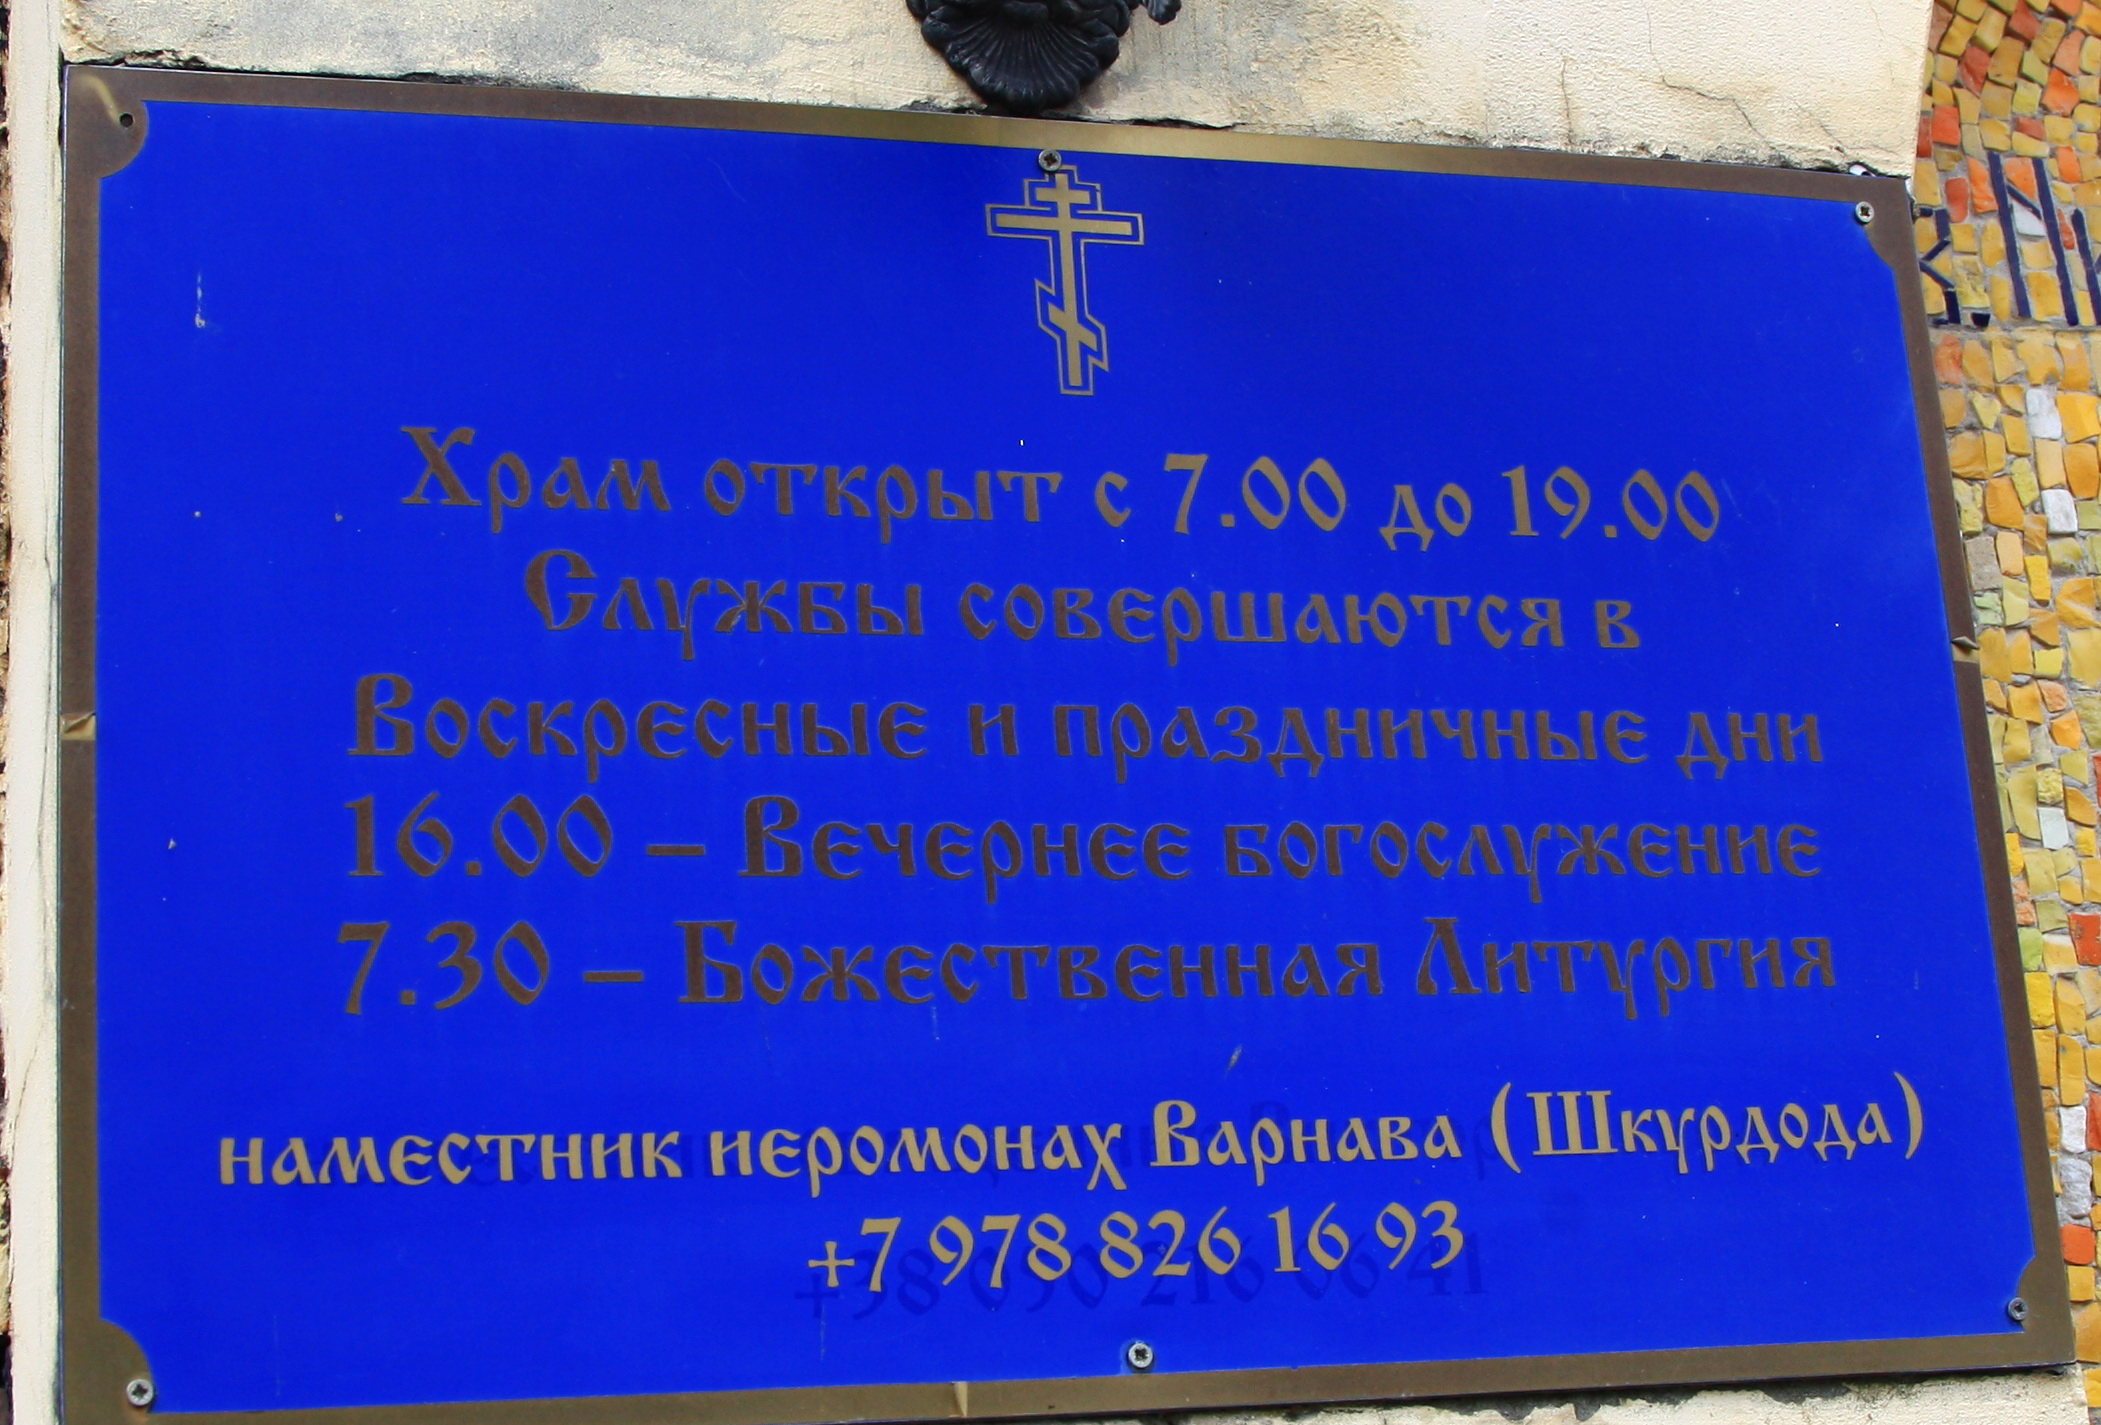 Храм открыт с 7.00 до 19.00
Службы совершаются в
Воскресные и праздничные дни
16.00 – Вечернее богослужение
7.30 – Божественная Литургия
наместник иеромонах Варнава (Шкурдода)
+7 978 826 16 93